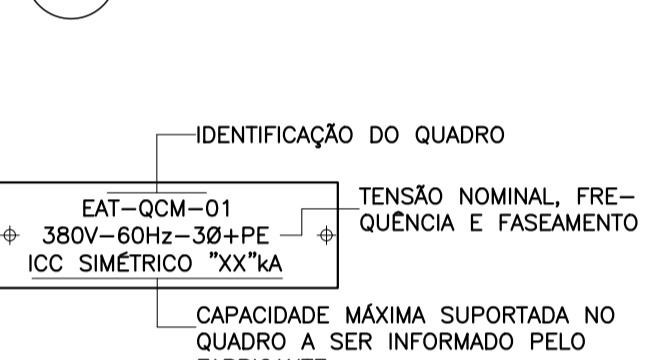 IDENTIFICAÇÃO DO QUADRO
EAT-QCM-01
380V-60Hz-3Ø+PE
ICC SIMÉTRICO "XX"kA
TENSÃO NOMINAL, FRE-
QUÊNCIA E FASEAMENTO
CAPACIDADE MÁXIMA SUPORTADA NO
QUADRO A SER INFORMADO PELO